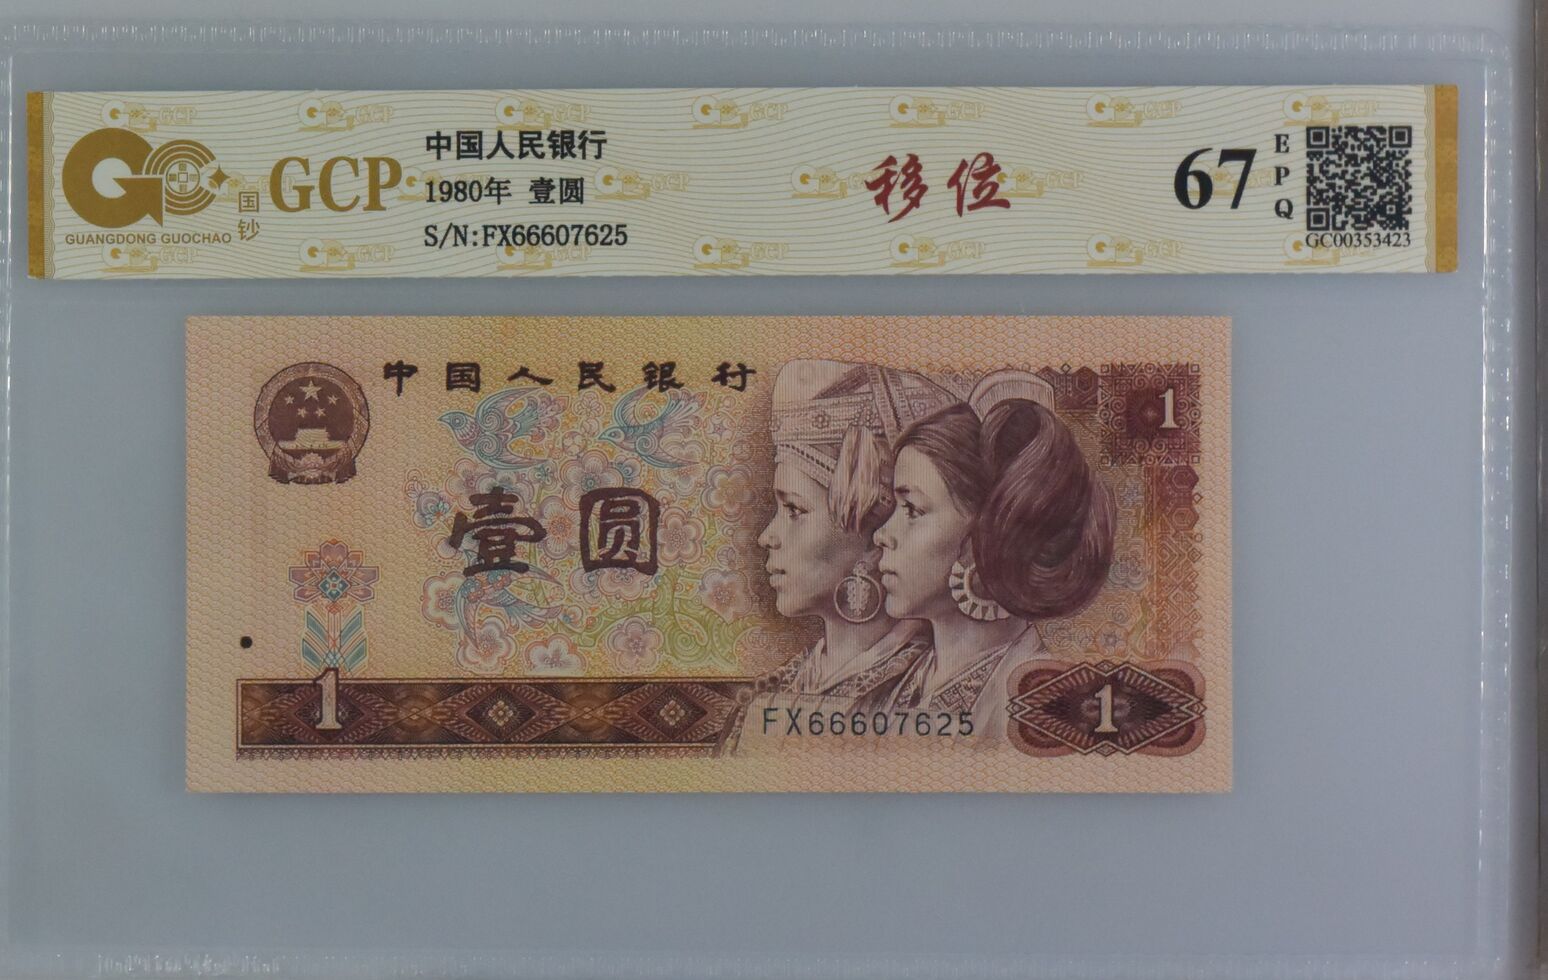 GCP
国钞
GUANGDONG GUOCHAO
中国人民银行
1980年 壹圆
S/N:FX66607625
移位
67
EPQ
GC00353423
中国人民银行
1
壹圆
1
FX66607625
1